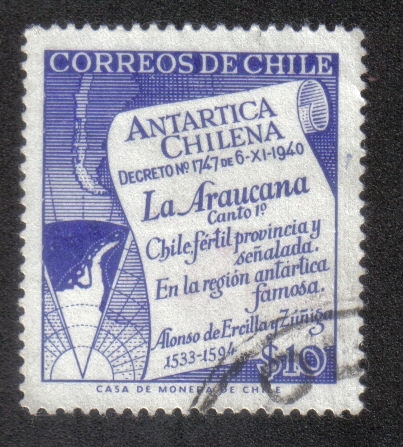 CORREOS DE CHILE
ANTARTICA
CHILENA
DECRETO Nº 1747 DE 6-XI-1940
La Araucana
Canto 1º
Chile, fértil provincia y
señalada.
En la región antártica
famosa.
Alonso de Ercilla y Zúñiga
1533-1594
$10
CASA DE MONEDA DE CHILE